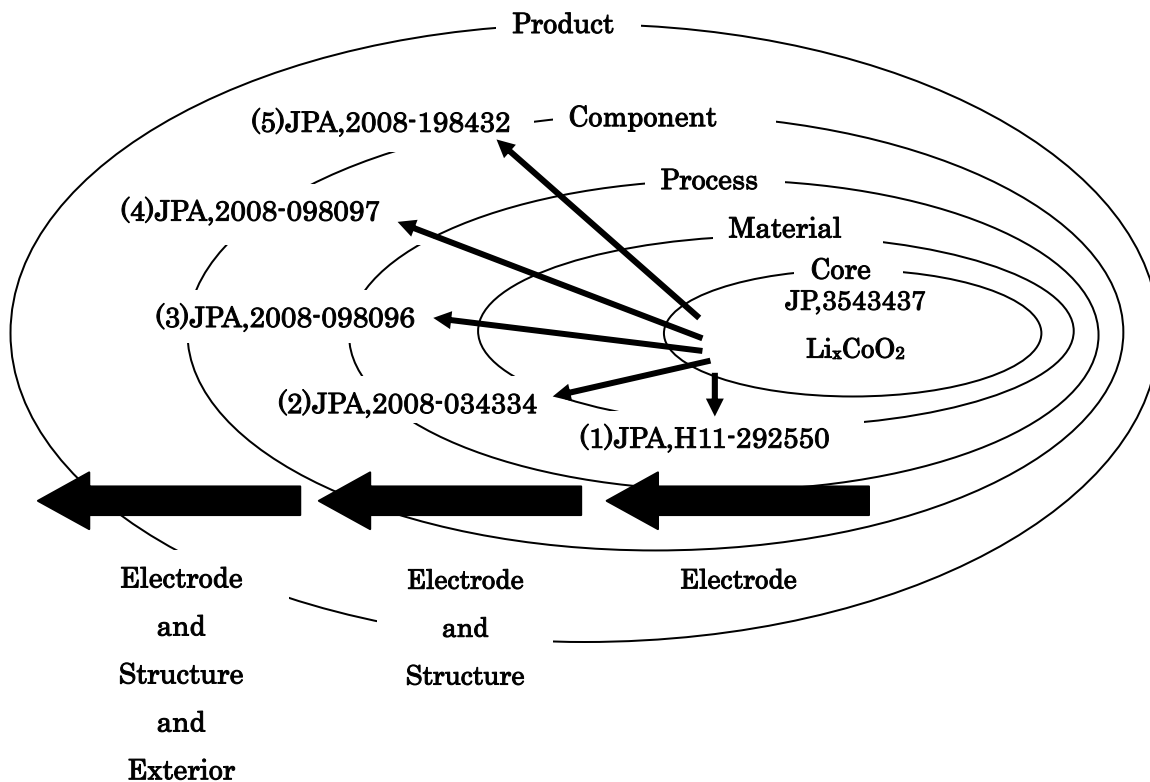 Product
(5)JPA,2008-198432
Component
Process
(4)JPA,2008-098097
Material
Core
JP,3543437
LiₓCoO₂
(3)JPA,2008-098096
(2)JPA,2008-034334
(1)JPA,H11-292550
Electrode
and
Structure
and
Exterior
Electrode
and
Structure
Electrode